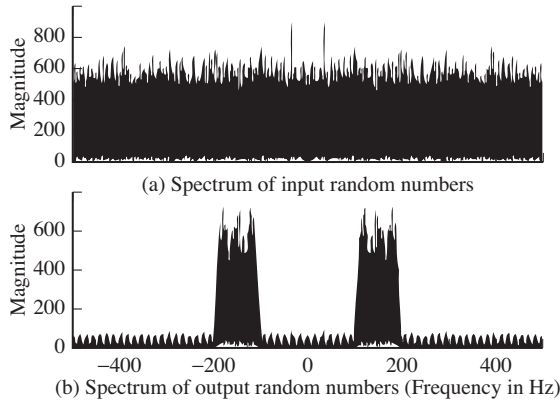 800
600
400
200
0
Magnitude
(a) Spectrum of input random numbers
600
400
200
0
Magnitude
−400 −200 0 200 400
(b) Spectrum of output random numbers (Frequency in Hz)